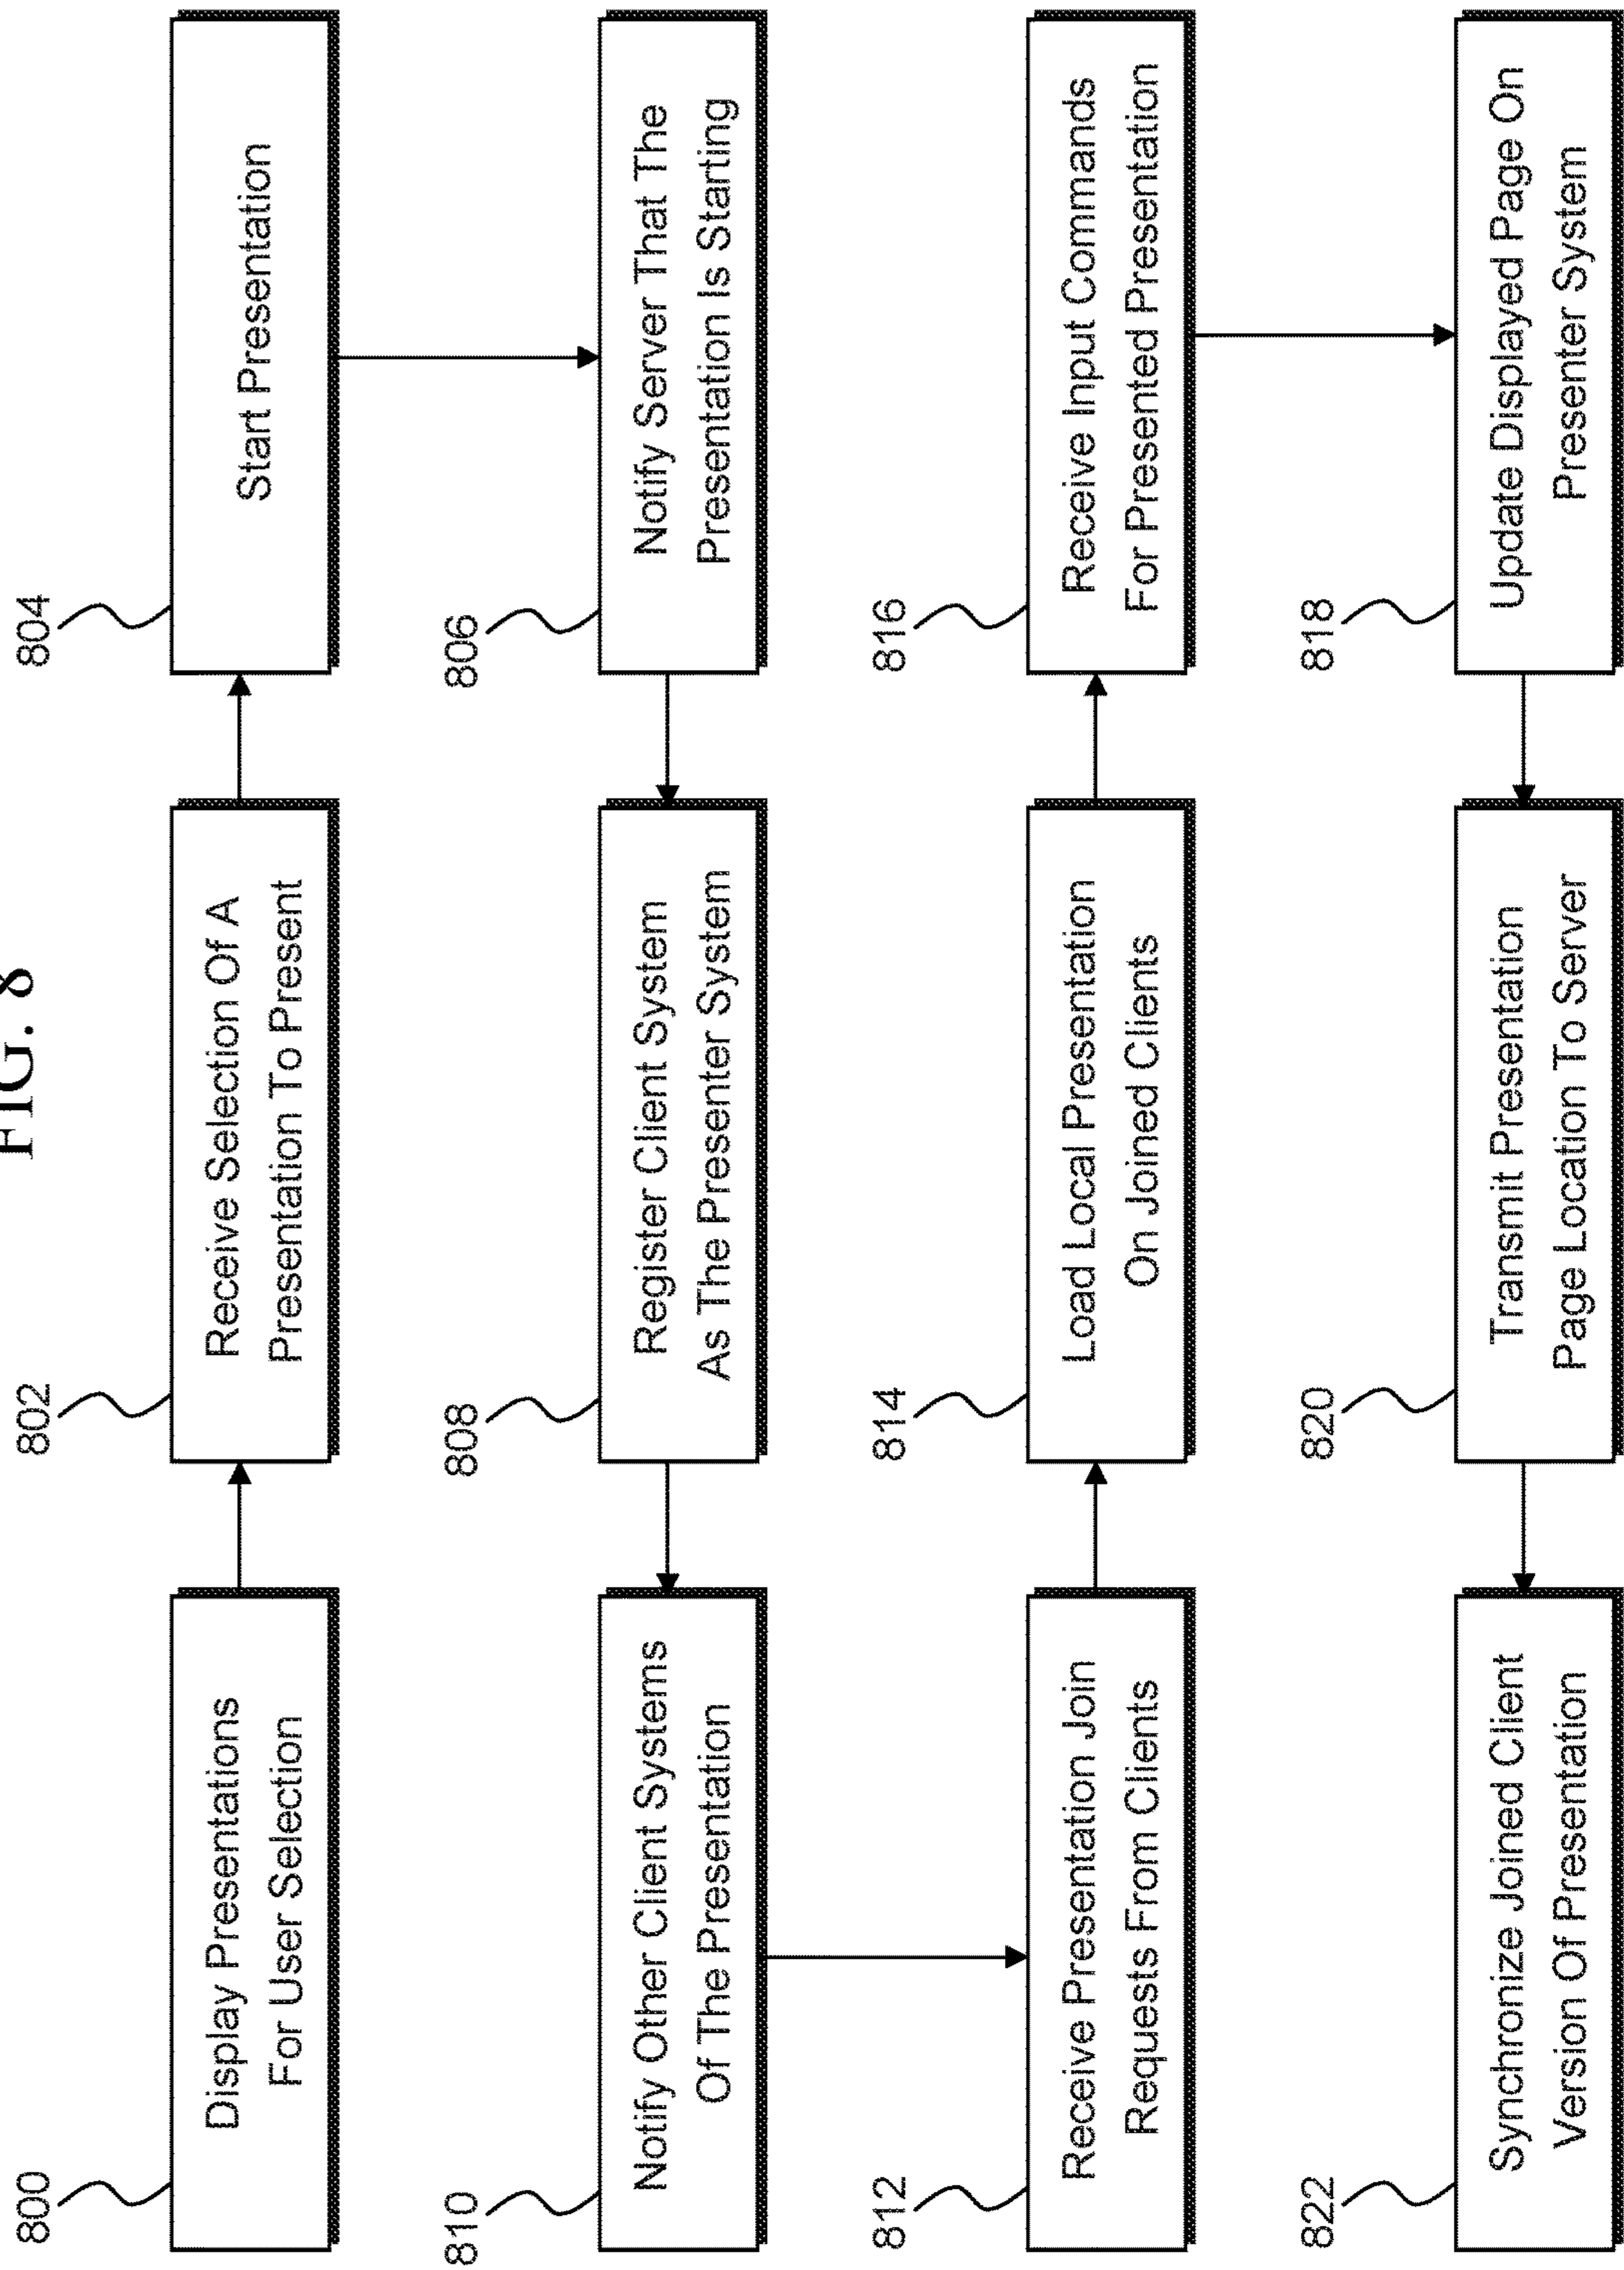 FIG. 8
800
Display Presentations
For User Selection
802
Receive Selection Of A
Presentation To Present
804
Start Presentation
806
Notify Server That The
Presentation Is Starting
808
Register Client System
As The Presenter System
810
Notify Other Client Systems
Of The Presentation
812
Receive Presentation Join
Requests From Clients
814
Load Local Presentation
On Joined Clients
816
Receive Input Commands
For Presented Presentation
818
Update Displayed Page On
Presenter System
820
Transmit Presentation
Page Location To Server
822
Synchronize Joined Client
Version Of Presentation